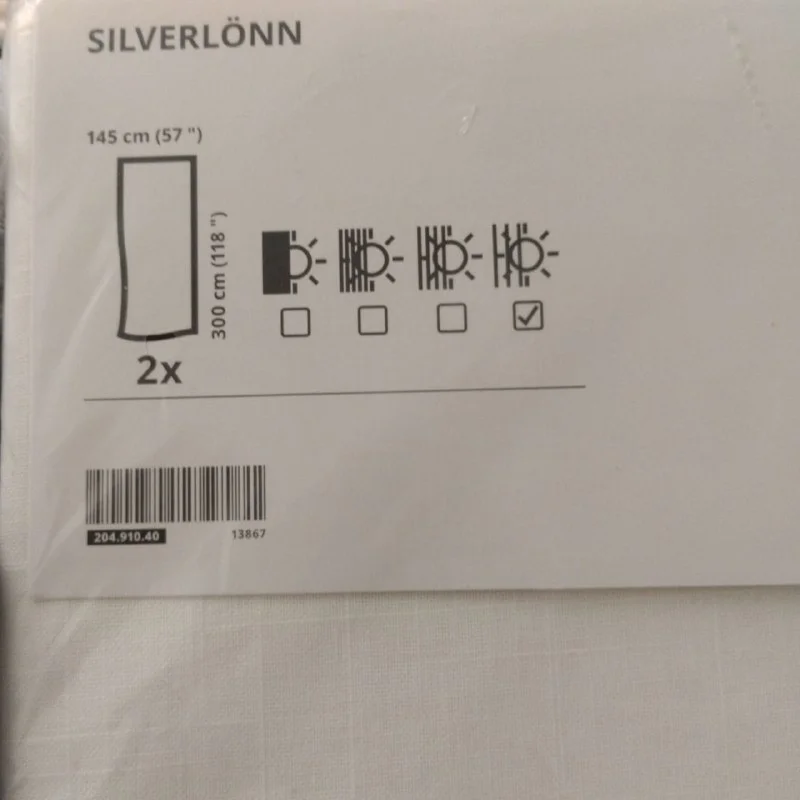 SILVERLÖNN
145 cm (57 ")
300 cm (118 ")
2x
204.910.40
13867